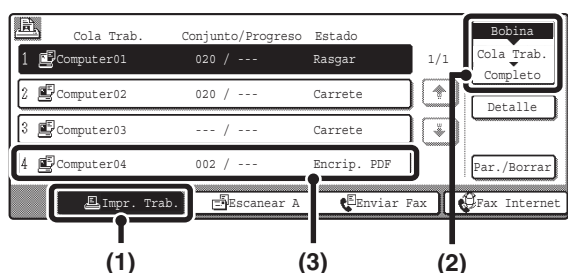 Cola Trab. Conjunto/Progreso Estado
1 Computer01 020 / --- Rasgar
2 Computer02 020 / --- Carrete
3 Computer03 --- / --- Carrete
4 Computer04 002 / --- Encrip. PDF
1/1
Bobina
Cola Trab.
Completo
Detalle
Par./Borrar
Impr. Trab. Escanear A Enviar Fax Fax Internet
(1) (3) (2)